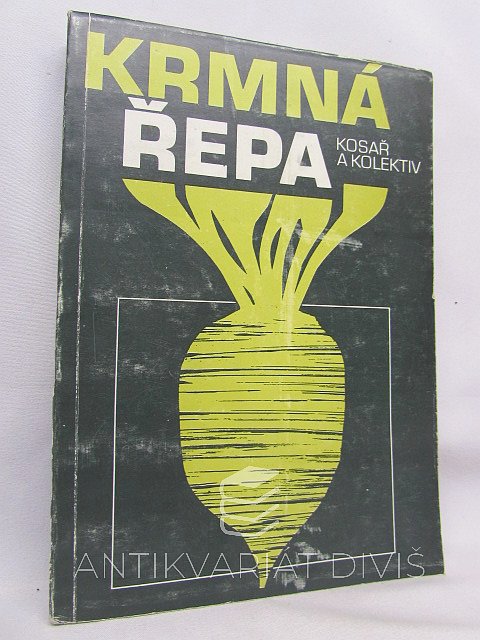 KRMNÁ
ŘEPA
KOSAŘ
A KOLEKTIV
ANTIKVARIÁT DIVIŠ